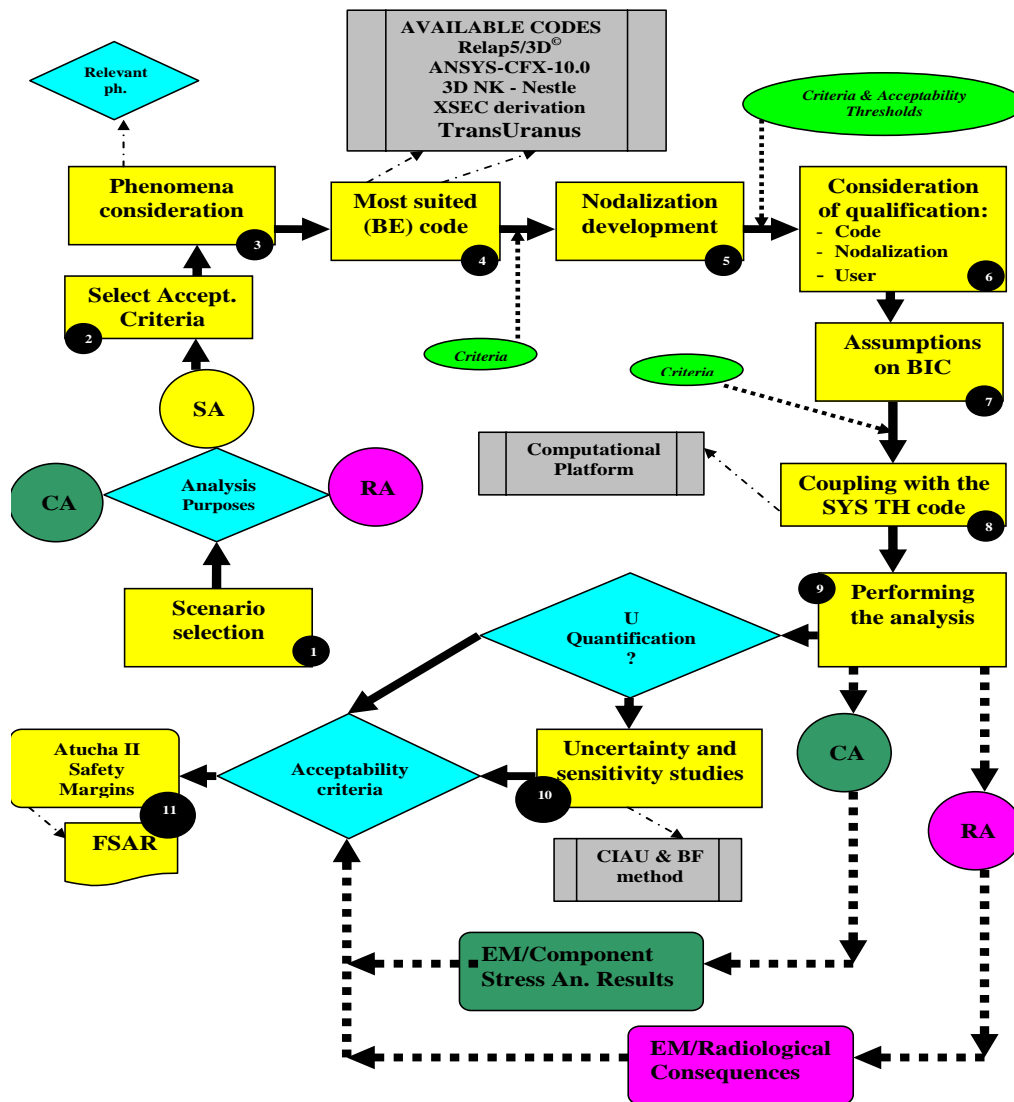 AVAILABLE CODES
Relap5/3D©
ANSYS-CFX-10.0
3D NK - Nestle
XSEC derivation
TransUranus
Relevant
ph.
Criteria & Acceptability
Thresholds
Phenomena
consideration
3
Most suited
(BE) code
4
Nodalization
development
5
Consideration
of qualification:
- Code
- Nodalization
- User
6
Select Accept.
Criteria
2
Criteria
Assumptions
on BIC
7
Criteria
SA
CA
Analysis
Purposes
RA
Computational
Platform
Coupling with the
SYS TH code
8
Scenario
selection
1
U
Quantification
?
9
Performing
the analysis
Atucha II
Safety
Margins
11
FSAR
Acceptability
criteria
Uncertainty and
sensitivity studies
10
CA
RA
CIAU & BF
method
EM/Component
Stress An. Results
EM/Radiological
Consequences